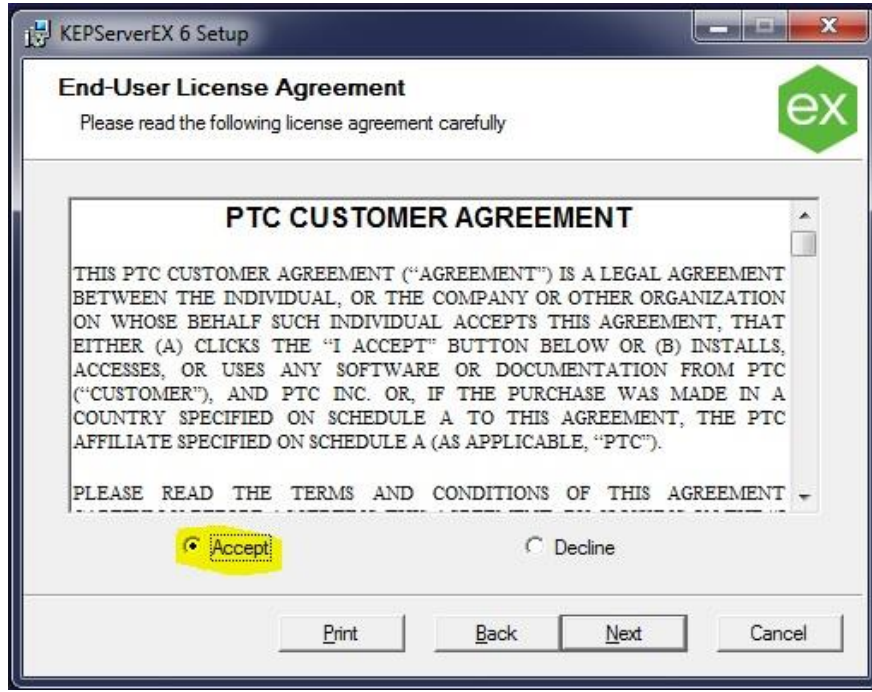 KEPServerEX 6 Setup
End-User License Agreement
Please read the following license agreement carefully
ex
PTC CUSTOMER AGREEMENT
THIS PTC CUSTOMER AGREEMENT (“AGREEMENT”) IS A LEGAL AGREEMENT
BETWEEN THE INDIVIDUAL, OR THE COMPANY OR OTHER ORGANIZATION
ON WHOSE BEHALF SUCH INDIVIDUAL ACCEPTS THIS AGREEMENT, THAT
EITHER (A) CLICKS THE “I ACCEPT” BUTTON BELOW OR (B) INSTALLS,
ACCESSES, OR USES ANY SOFTWARE OR DOCUMENTATION FROM PTC
(“CUSTOMER”), AND PTC INC. OR, IF THE PURCHASE WAS MADE IN A
COUNTRY SPECIFIED ON SCHEDULE A TO THIS AGREEMENT, THE PTC
AFFILIATE SPECIFIED ON SCHEDULE A (AS APPLICABLE, “PTC”).
PLEASE READ THE TERMS AND CONDITIONS OF THIS AGREEMENT
Accept
Decline
Print
Back
Next
Cancel